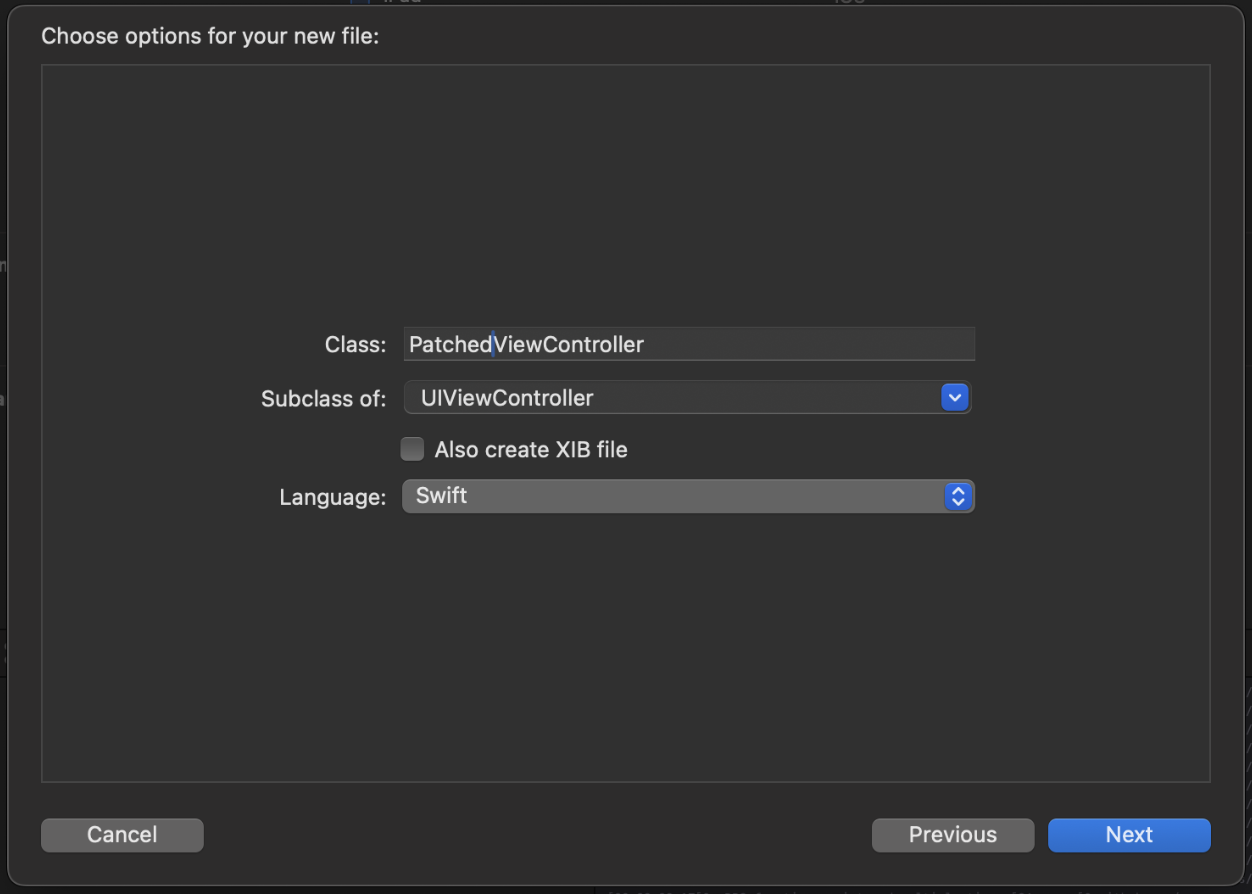 Choose options for your new file:
Class: PatchedViewController
Subclass of: UIViewController
Also create XIB file
Language: Swift
Cancel Previous Next